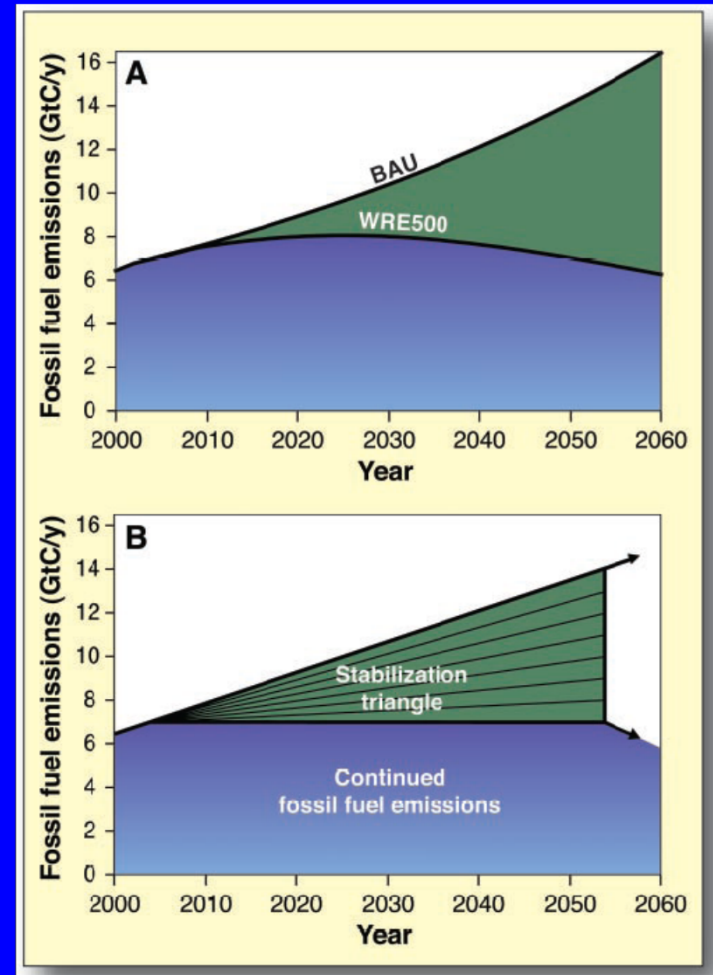 A
Fossil fuel emissions (GtC/y)
16
14
12
10
8
6
4
2
0
BAU
WRE500
2000 2010 2020 2030 2040 2050 2060
Year
B
Fossil fuel emissions (GtC/y)
16
14
12
10
8
6
4
2
0
Stabilization
triangle
Continued
fossil fuel emissions
2000 2010 2020 2030 2040 2050 2060
Year